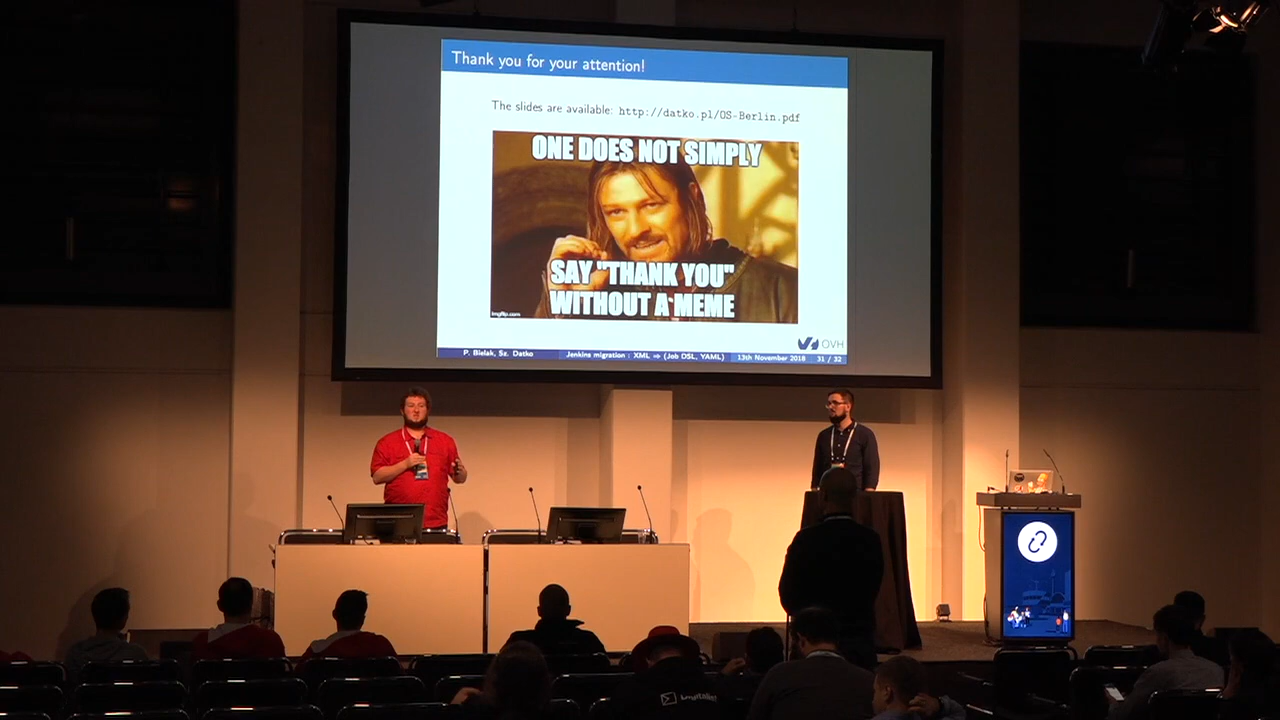 Thank you for your attention!
The slides are available: http://datko.pl/OS-Berlin.pdf
ONE DOES NOT SIMPLY
SAY "THANK YOU"
WITHOUT A MEME
imgflip.com
OVH
P. Bielak, Sz. Datko Jenkins migration : XML ⇒ (Job DSL, YAML) 13th November 2018 31 / 32